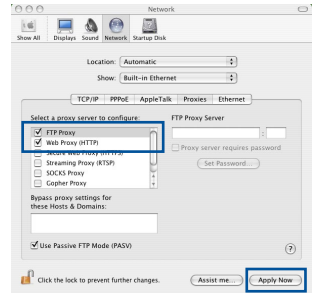 Network
Show All Displays Sound Network Startup Disk
Location: Automatic
Show: Built-in Ethernet
TCP/IP PPPoE AppleTalk Proxies Ethernet
Select a proxy server to configure:
FTP Proxy
Web Proxy (HTTP)
Secure Web Proxy (HTTPS)
Streaming Proxy (RTSP)
SOCKS Proxy
Gopher Proxy
FTP Proxy Server
:
Proxy server requires password
Set Password...
Bypass proxy settings for
these Hosts & Domains:
Use Passive FTP Mode (PASV)
?
Click the lock to prevent further changes.
Assist me...
Apply Now